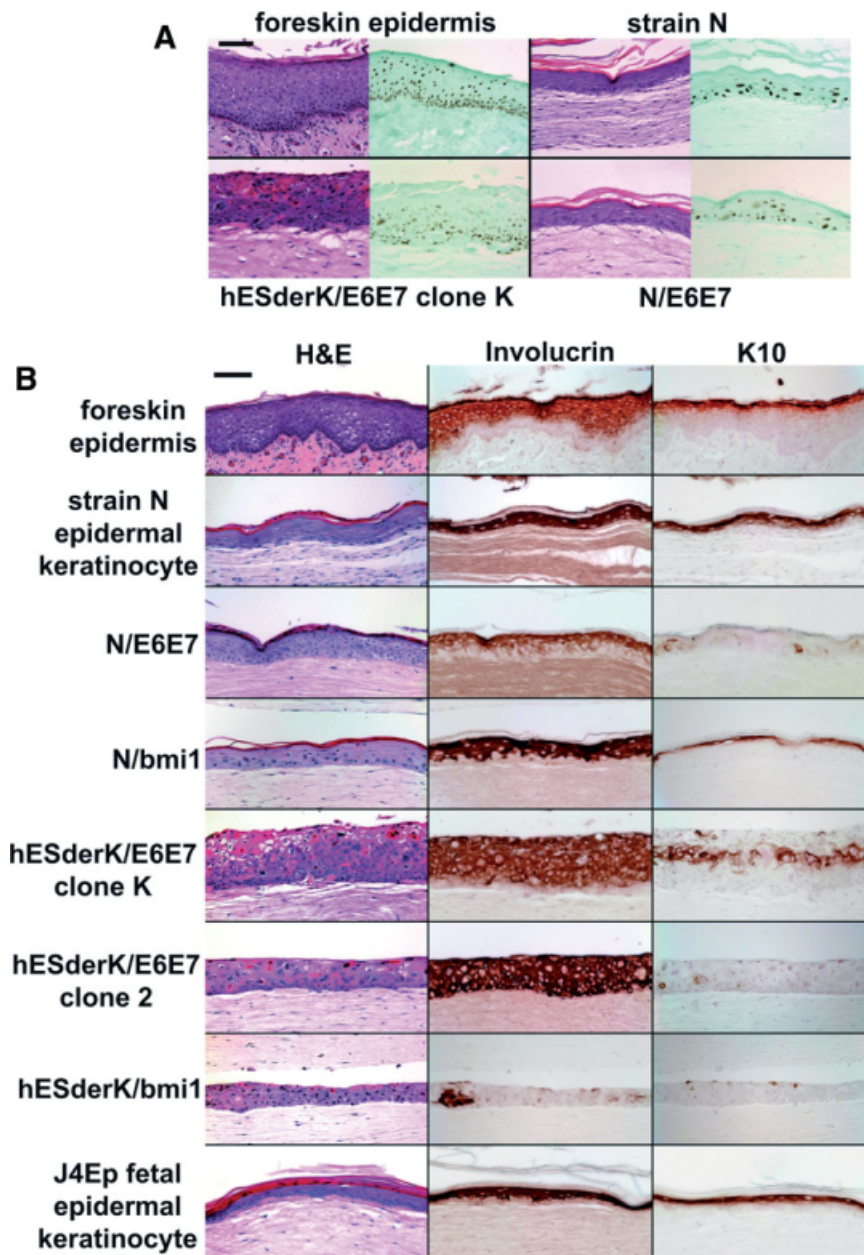 A
foreskin epidermis
strain N
hESderK/E6E7 clone K
N/E6E7
B
H&E
Involucrin
K10
foreskin
epidermis
strain N
epidermal
keratinocyte
N/E6E7
N/bmi1
hESderK/E6E7
clone K
hESderK/E6E7
clone 2
hESderK/bmi1
J4Ep fetal
epidermal
keratinocyte